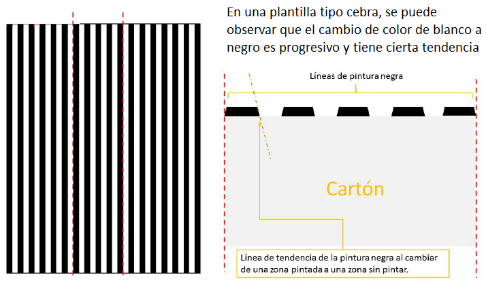 En una plantilla tipo cebra, se puede
observar que el cambio de color de blanco a
negro es progresivo y tiene cierta tendencia
Líneas de pintura negra
Cartón
Línea de tendencia de la pintura negra al cambiar
de una zona pintada a una zona sin pintar.